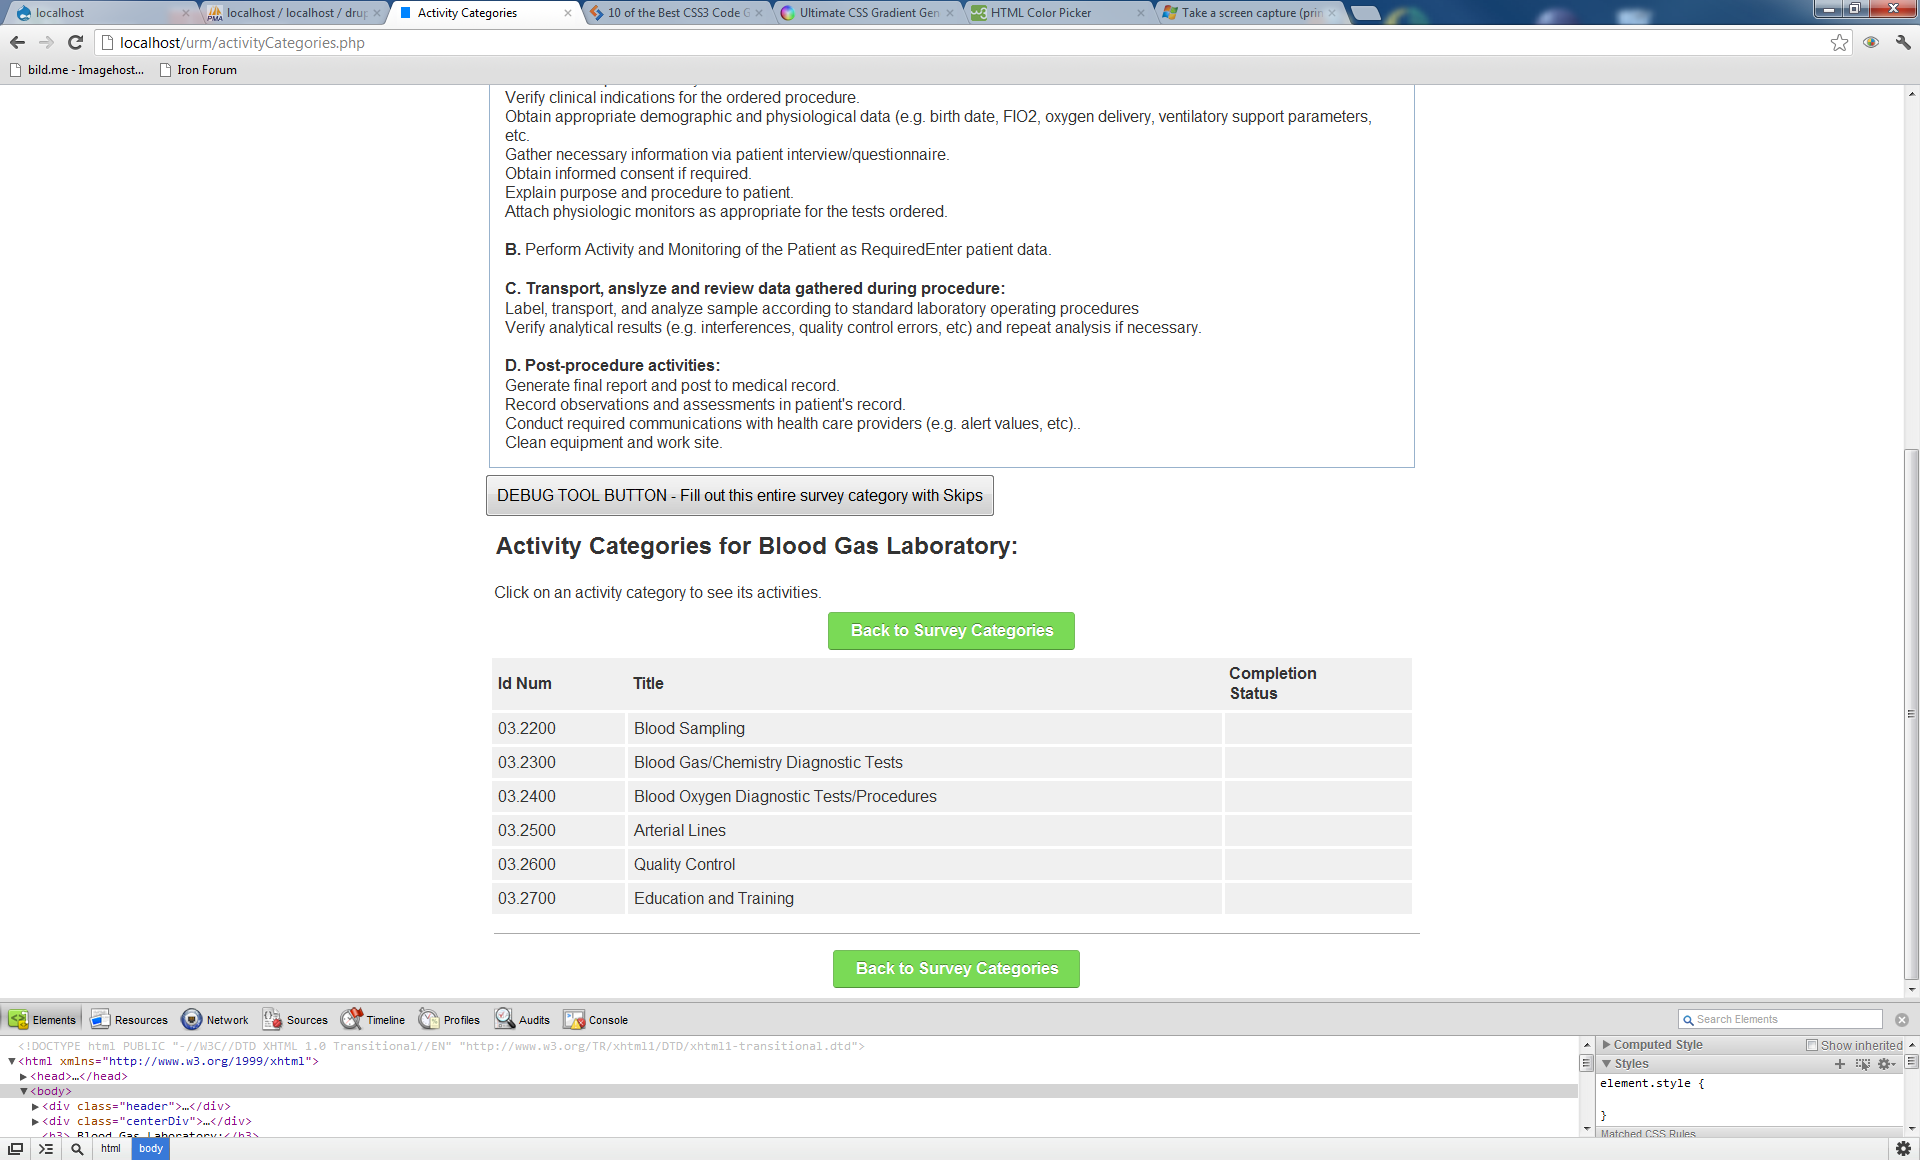 localhost
localhost / localhost / drup
Activity Categories
10 of the Best CSS3 Code G
Ultimate CSS Gradient Gen
HTML Color Picker
Take a screen capture (prin
localhost/urm/activityCategories.php
bild.me - Imagehost...
Iron Forum
Verify clinical indications for the ordered procedure.
Obtain appropriate demographic and physiological data (e.g. birth date, FIO2, oxygen delivery, ventilatory support parameters,
etc.
Gather necessary information via patient interview/questionnaire.
Obtain informed consent if required.
Explain purpose and procedure to patient.
Attach physiologic monitors as appropriate for the tests ordered.
B. Perform Activity and Monitoring of the Patient as RequiredEnter patient data.
C. Transport, anslyze and review data gathered during procedure:
Label, transport, and analyze sample according to standard laboratory operating procedures
Verify analytical results (e.g. interferences, quality control errors, etc) and repeat analysis if necessary.
D. Post-procedure activities:
Generate final report and post to medical record.
Record observations and assessments in patient's record.
Conduct required communications with health care providers (e.g. alert values, etc)..
Clean equipment and work site.
DEBUG TOOL BUTTON - Fill out this entire survey category with Skips
Activity Categories for Blood Gas Laboratory:
Click on an activity category to see its activities.
Back to Survey Categories
Id Num Title Completion
Status
03.2200 Blood Sampling
03.2300 Blood Gas/Chemistry Diagnostic Tests
03.2400 Blood Oxygen Diagnostic Tests/Procedures
03.2500 Arterial Lines
03.2600 Quality Control
03.2700 Education and Training
Back to Survey Categories
Elements Resources Network Sources Timeline Profiles Audits Console
Search Elements
<!DOCTYPE html PUBLIC "-//W3C//DTD XHTML 1.0 Transitional//EN" "http://www.w3.org/TR/xhtml1/DTD/xhtml1-transitional.dtd">
<html xmlns="http://www.w3.org/1999/xhtml">
<head>…</head>
<body>
<div class="header">…</div>
<div class="centerDiv">…</div>
<h3> Blood Gas Laboratory:</h3>
Computed Style Show inherited
Styles
element.style {
}
Matched CSS Rules
html body